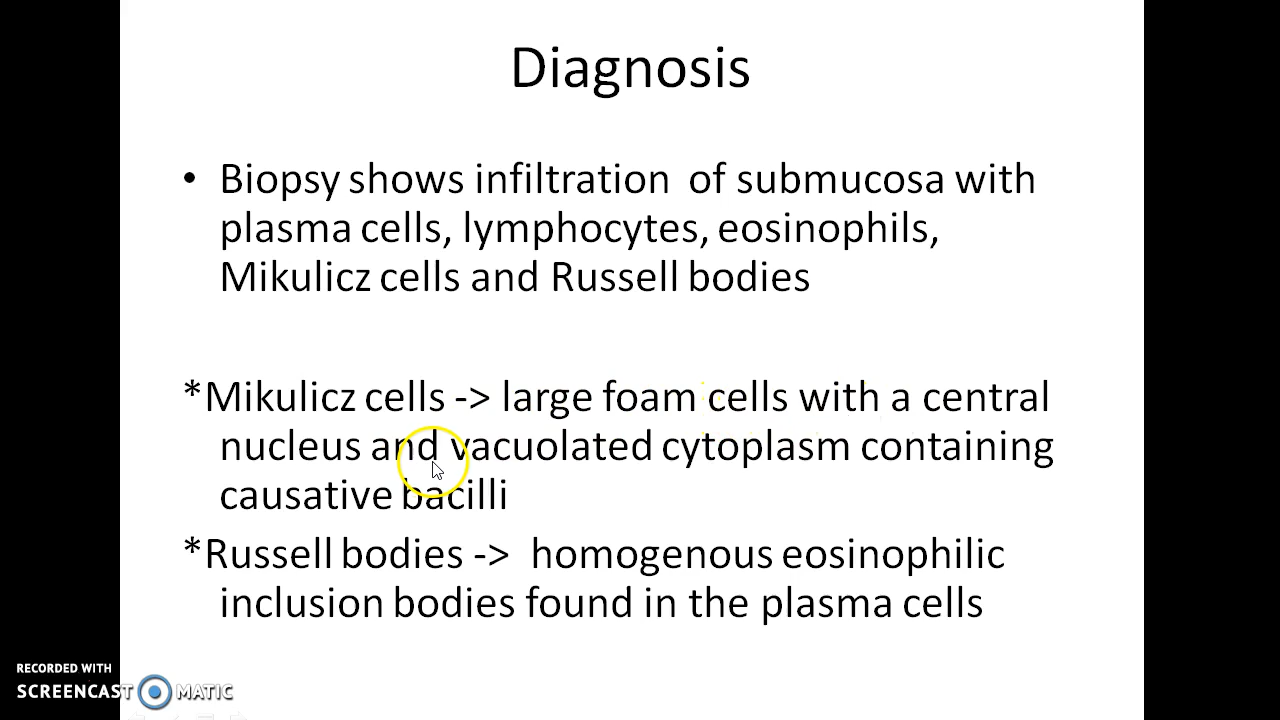 Diagnosis
• Biopsy shows infiltration of submucosa with
plasma cells, lymphocytes, eosinophils,
Mikulicz cells and Russell bodies
*Mikulicz cells -> large foam cells with a central
nucleus and vacuolated cytoplasm containing
causative bacilli
*Russell bodies -> homogenous eosinophilic
inclusion bodies found in the plasma cells
RECORDED WITH
SCREENCAST MATIC